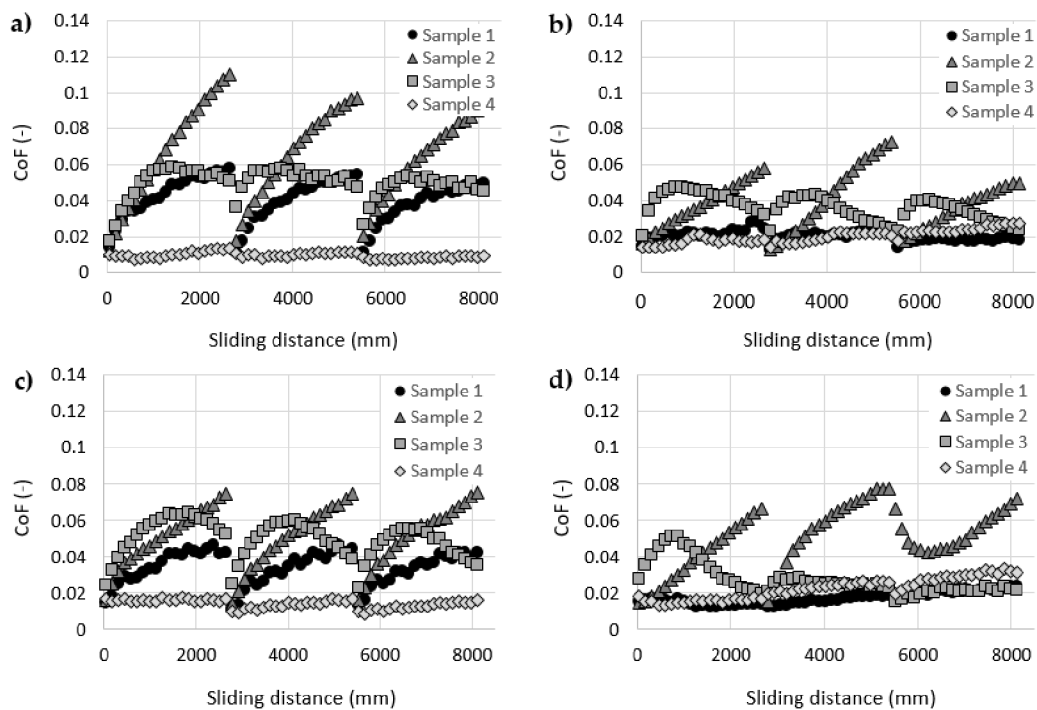 a)
0.14
0.12
0.1
0.08
0.06
0.04
0.02
0
CoF (-)
Sample 1
Sample 2
Sample 3
Sample 4
0 2000 4000 6000 8000
Sliding distance (mm)
b)
0.14
0.12
0.1
0.08
0.06
0.04
0.02
0
CoF (-)
Sample 1
Sample 2
Sample 3
Sample 4
0 2000 4000 6000 8000
Sliding distance (mm)
c)
0.14
0.12
0.1
0.08
0.06
0.04
0.02
0
CoF (-)
Sample 1
Sample 2
Sample 3
Sample 4
0 2000 4000 6000 8000
Sliding distance (mm)
d)
0.14
0.12
0.1
0.08
0.06
0.04
0.02
0
CoF (-)
Sample 1
Sample 2
Sample 3
Sample 4
0 2000 4000 6000 8000
Sliding distance (mm)